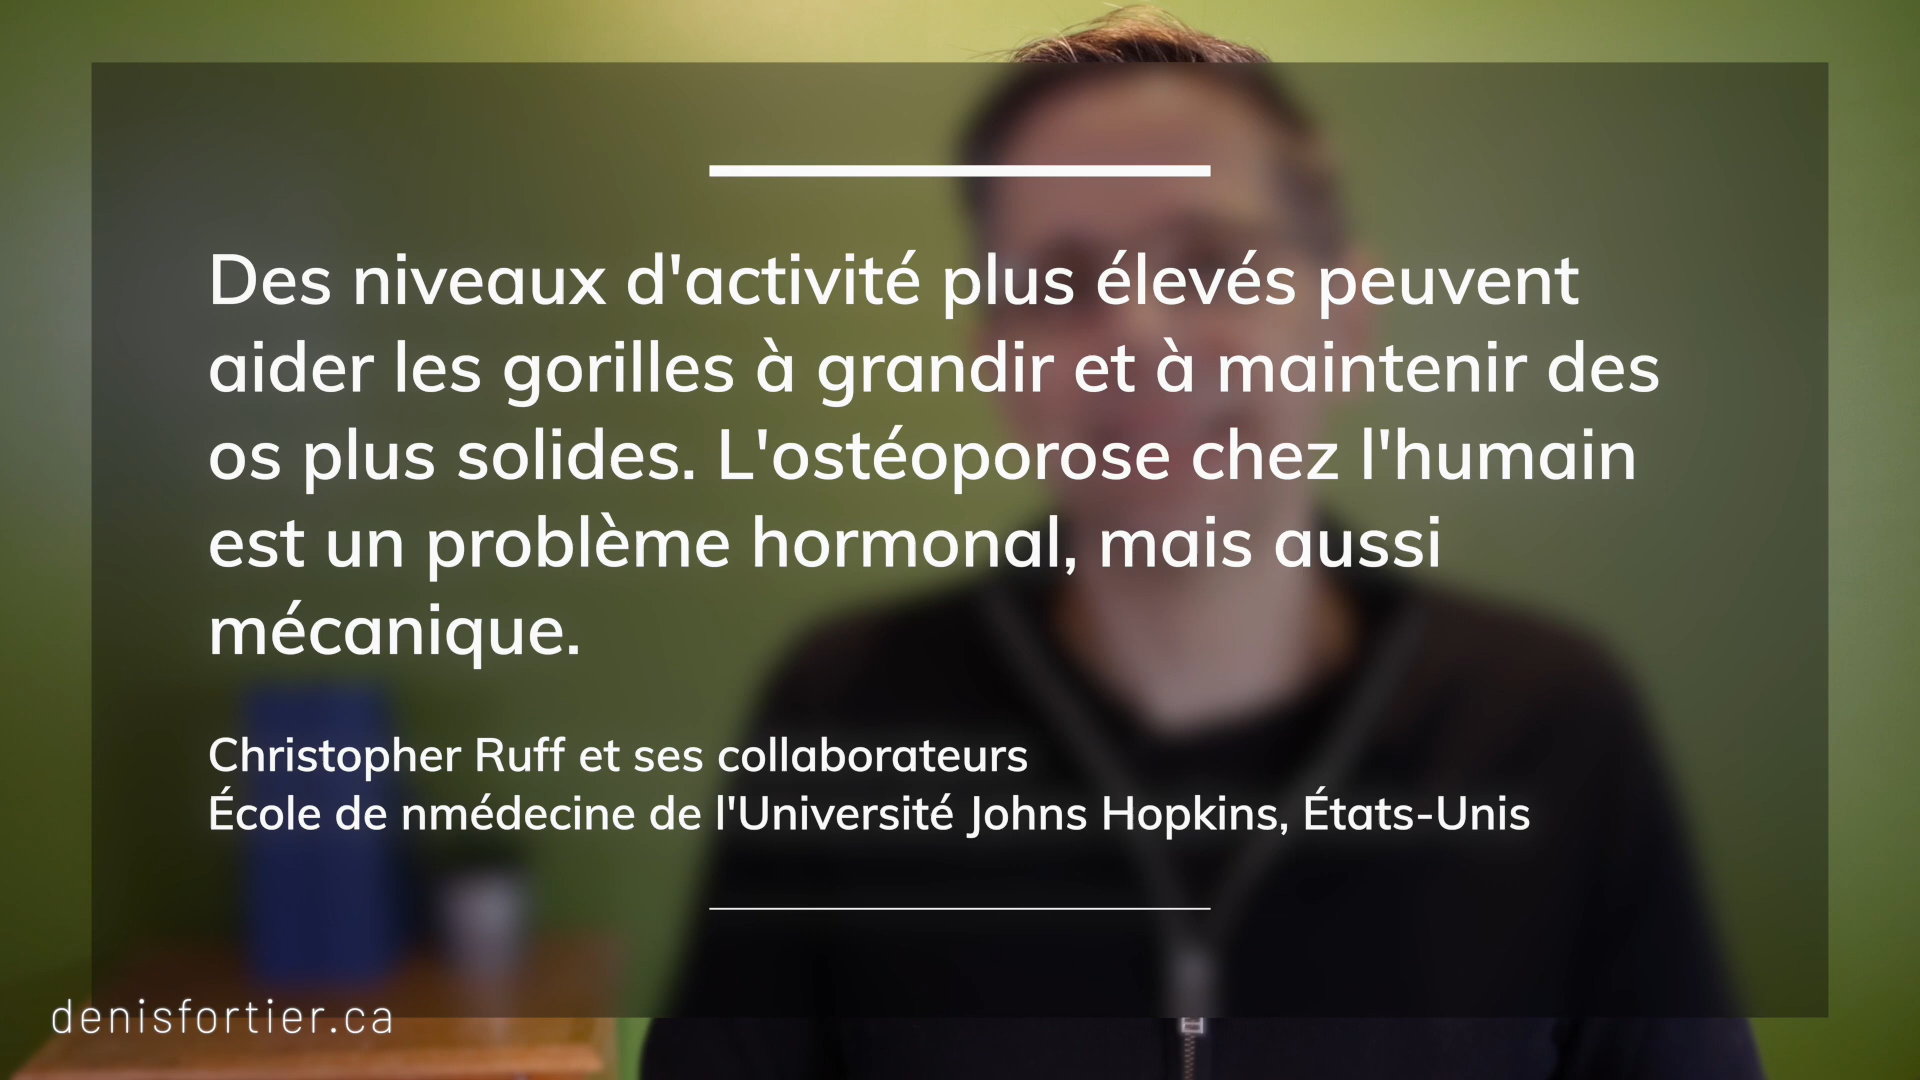 Des niveaux d'activité plus élevés peuvent
aider les gorilles à grandir et à maintenir des
os plus solides. L'ostéoporose chez l'humain
est un problème hormonal, mais aussi
mécanique.
Christopher Ruff et ses collaborateurs
École de nmédecine de l'Université Johns Hopkins, États-Unis
denisfortier.ca